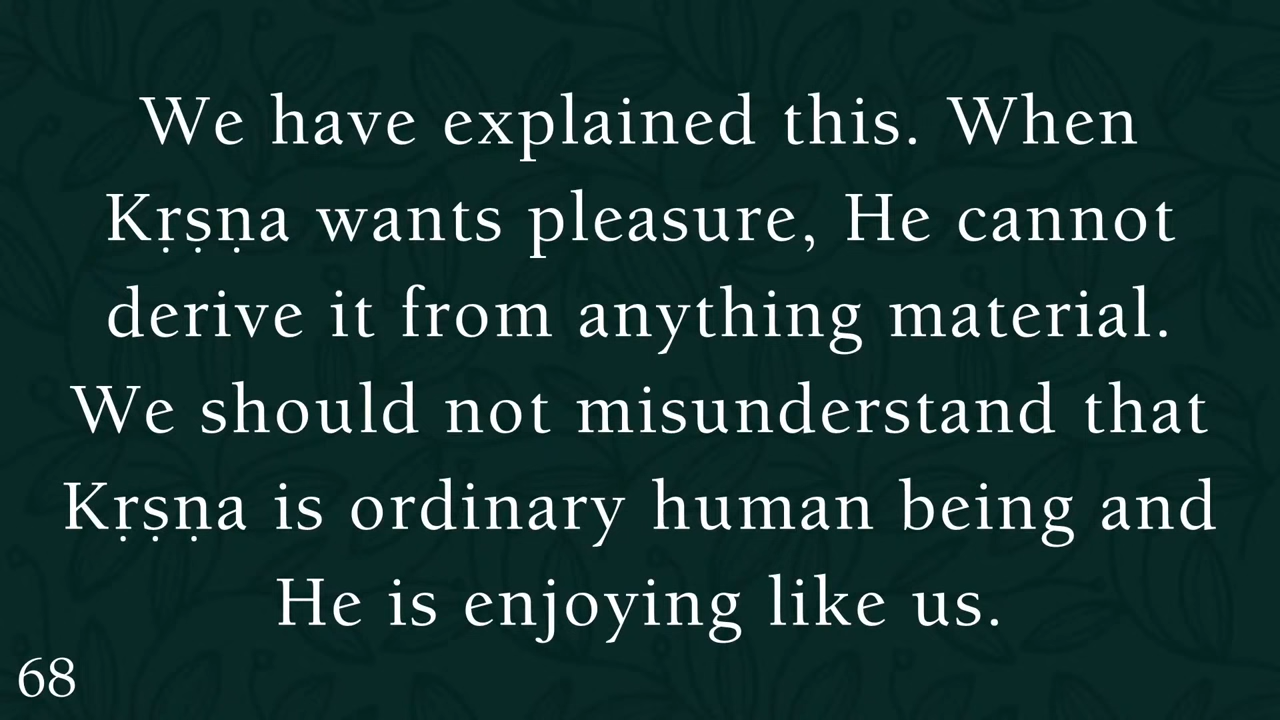 We have explained this. When
Kṛṣṇa wants pleasure, He cannot
derive it from anything material.
We should not misunderstand that
Kṛṣṇa is ordinary human being and
He is enjoying like us.
68